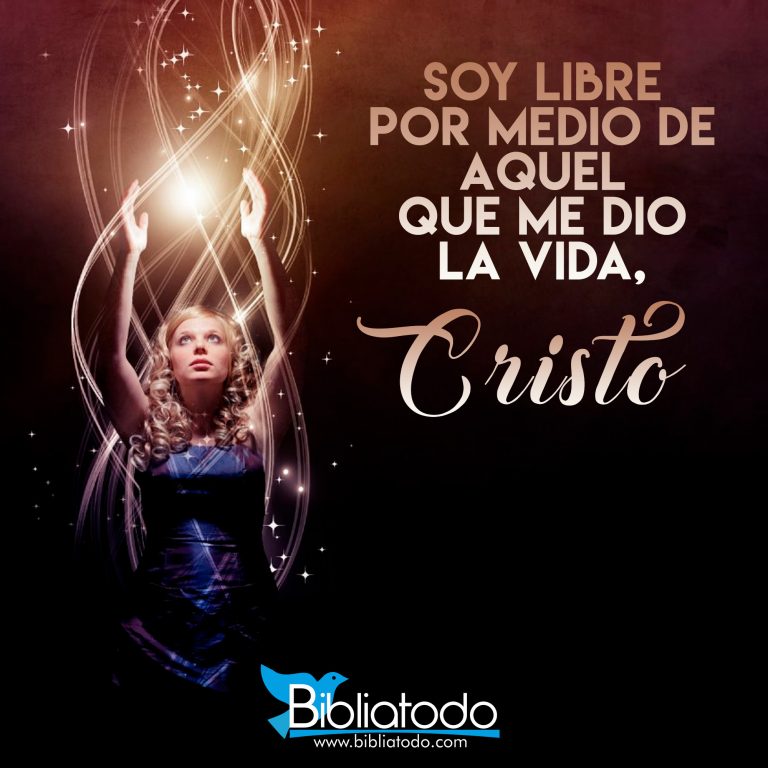 SOY LIBRE
POR MEDIO DE
AQUEL
QUE ME DIO
LA VIDA,
Cristo
Bibliatodo
www.bibliatodo.com